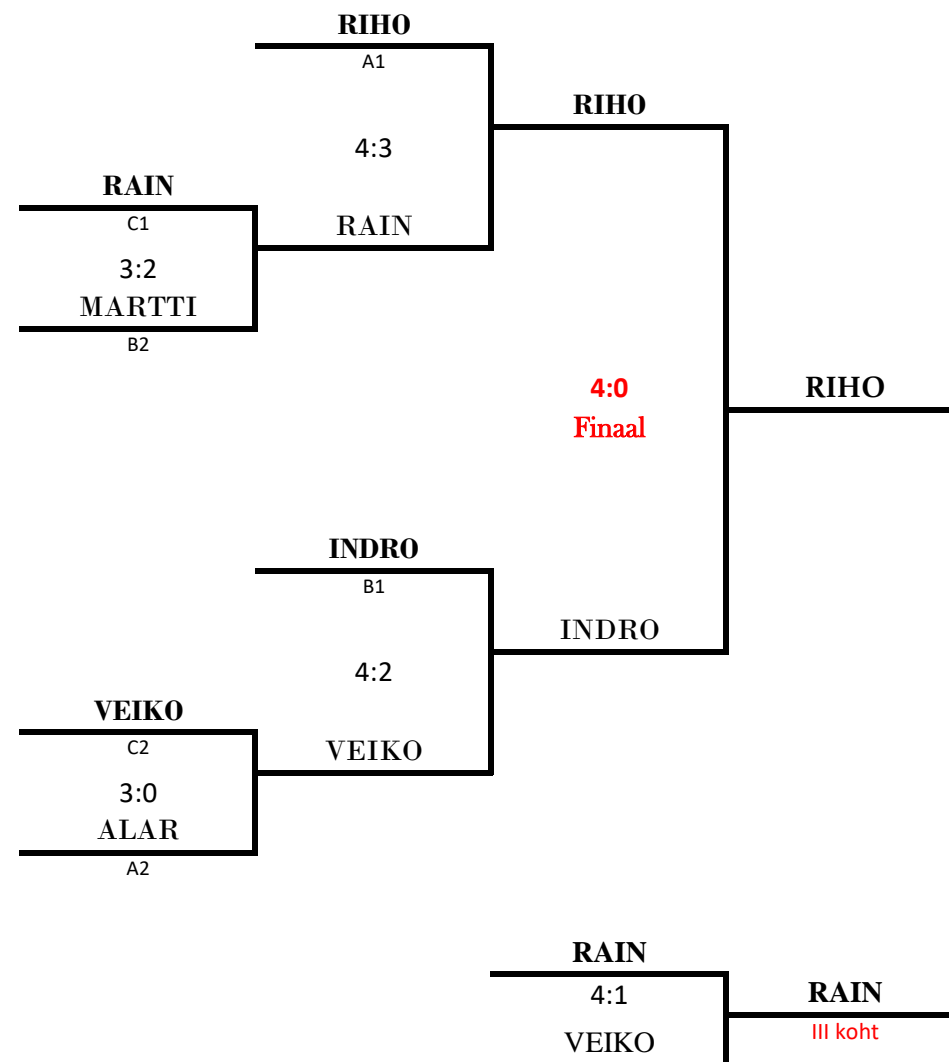 RIHO
A1
RIHO
4:3
RAIN
C1
RAIN
3:2
MARTTI
B2
4:0
Finaal
RIHO
INDRO
B1
INDRO
4:2
VEIKO
C2
VEIKO
3:0
ALAR
A2
RAIN
4:1
RAIN
III koht
VEIKO